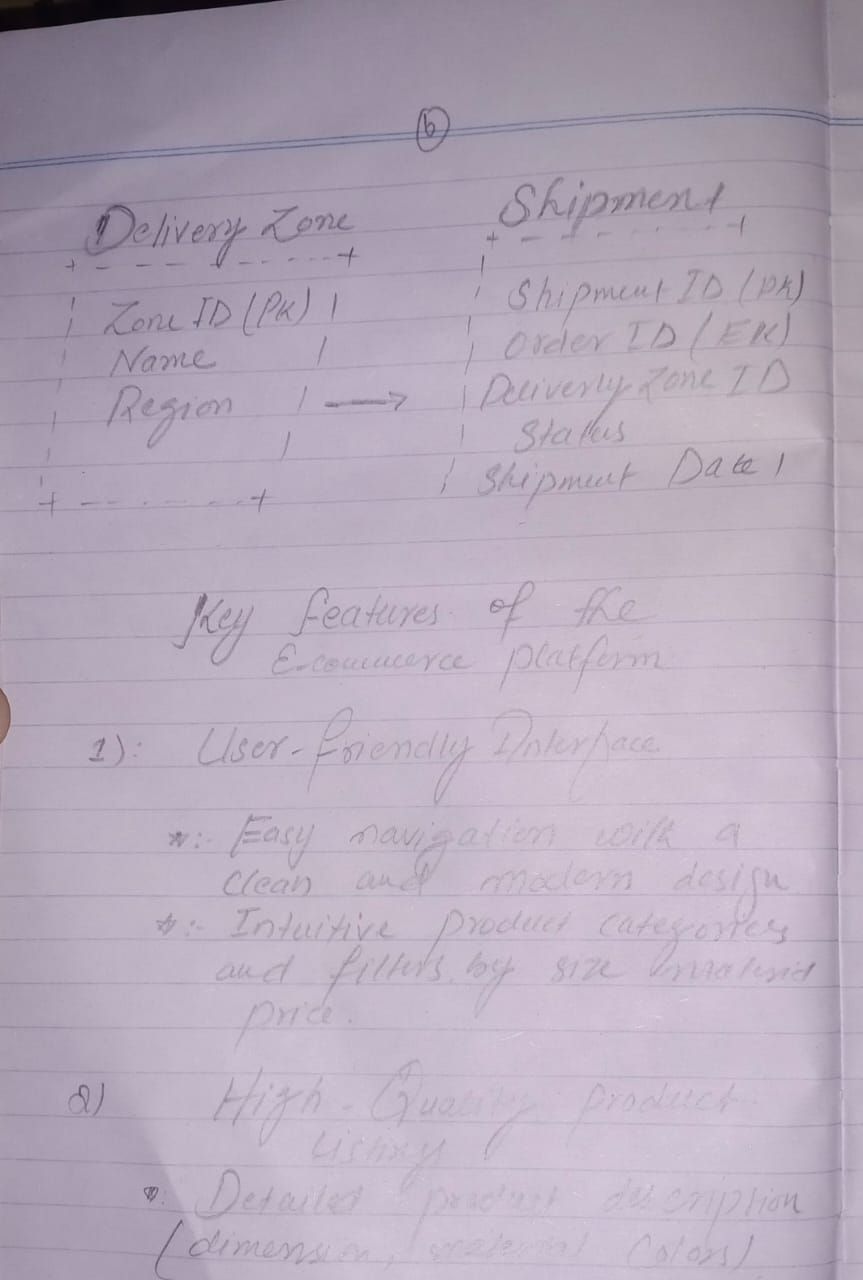 6
Delivery Zone
Shipment
Zone ID (PK)
Name
Region
Shipment ID (PK)
Order ID (EK)
Deliverly Zone ID
Status
Shipment Date
Key features of the
E-commerce platform
1): User-friendly Interface
*:- Easy navigation with a
clean and modern design
*:- Intuitive product categories
and filters by size material
price.
2) High-Quality product
Listings
Detailed product description
(dimension, material Colors)